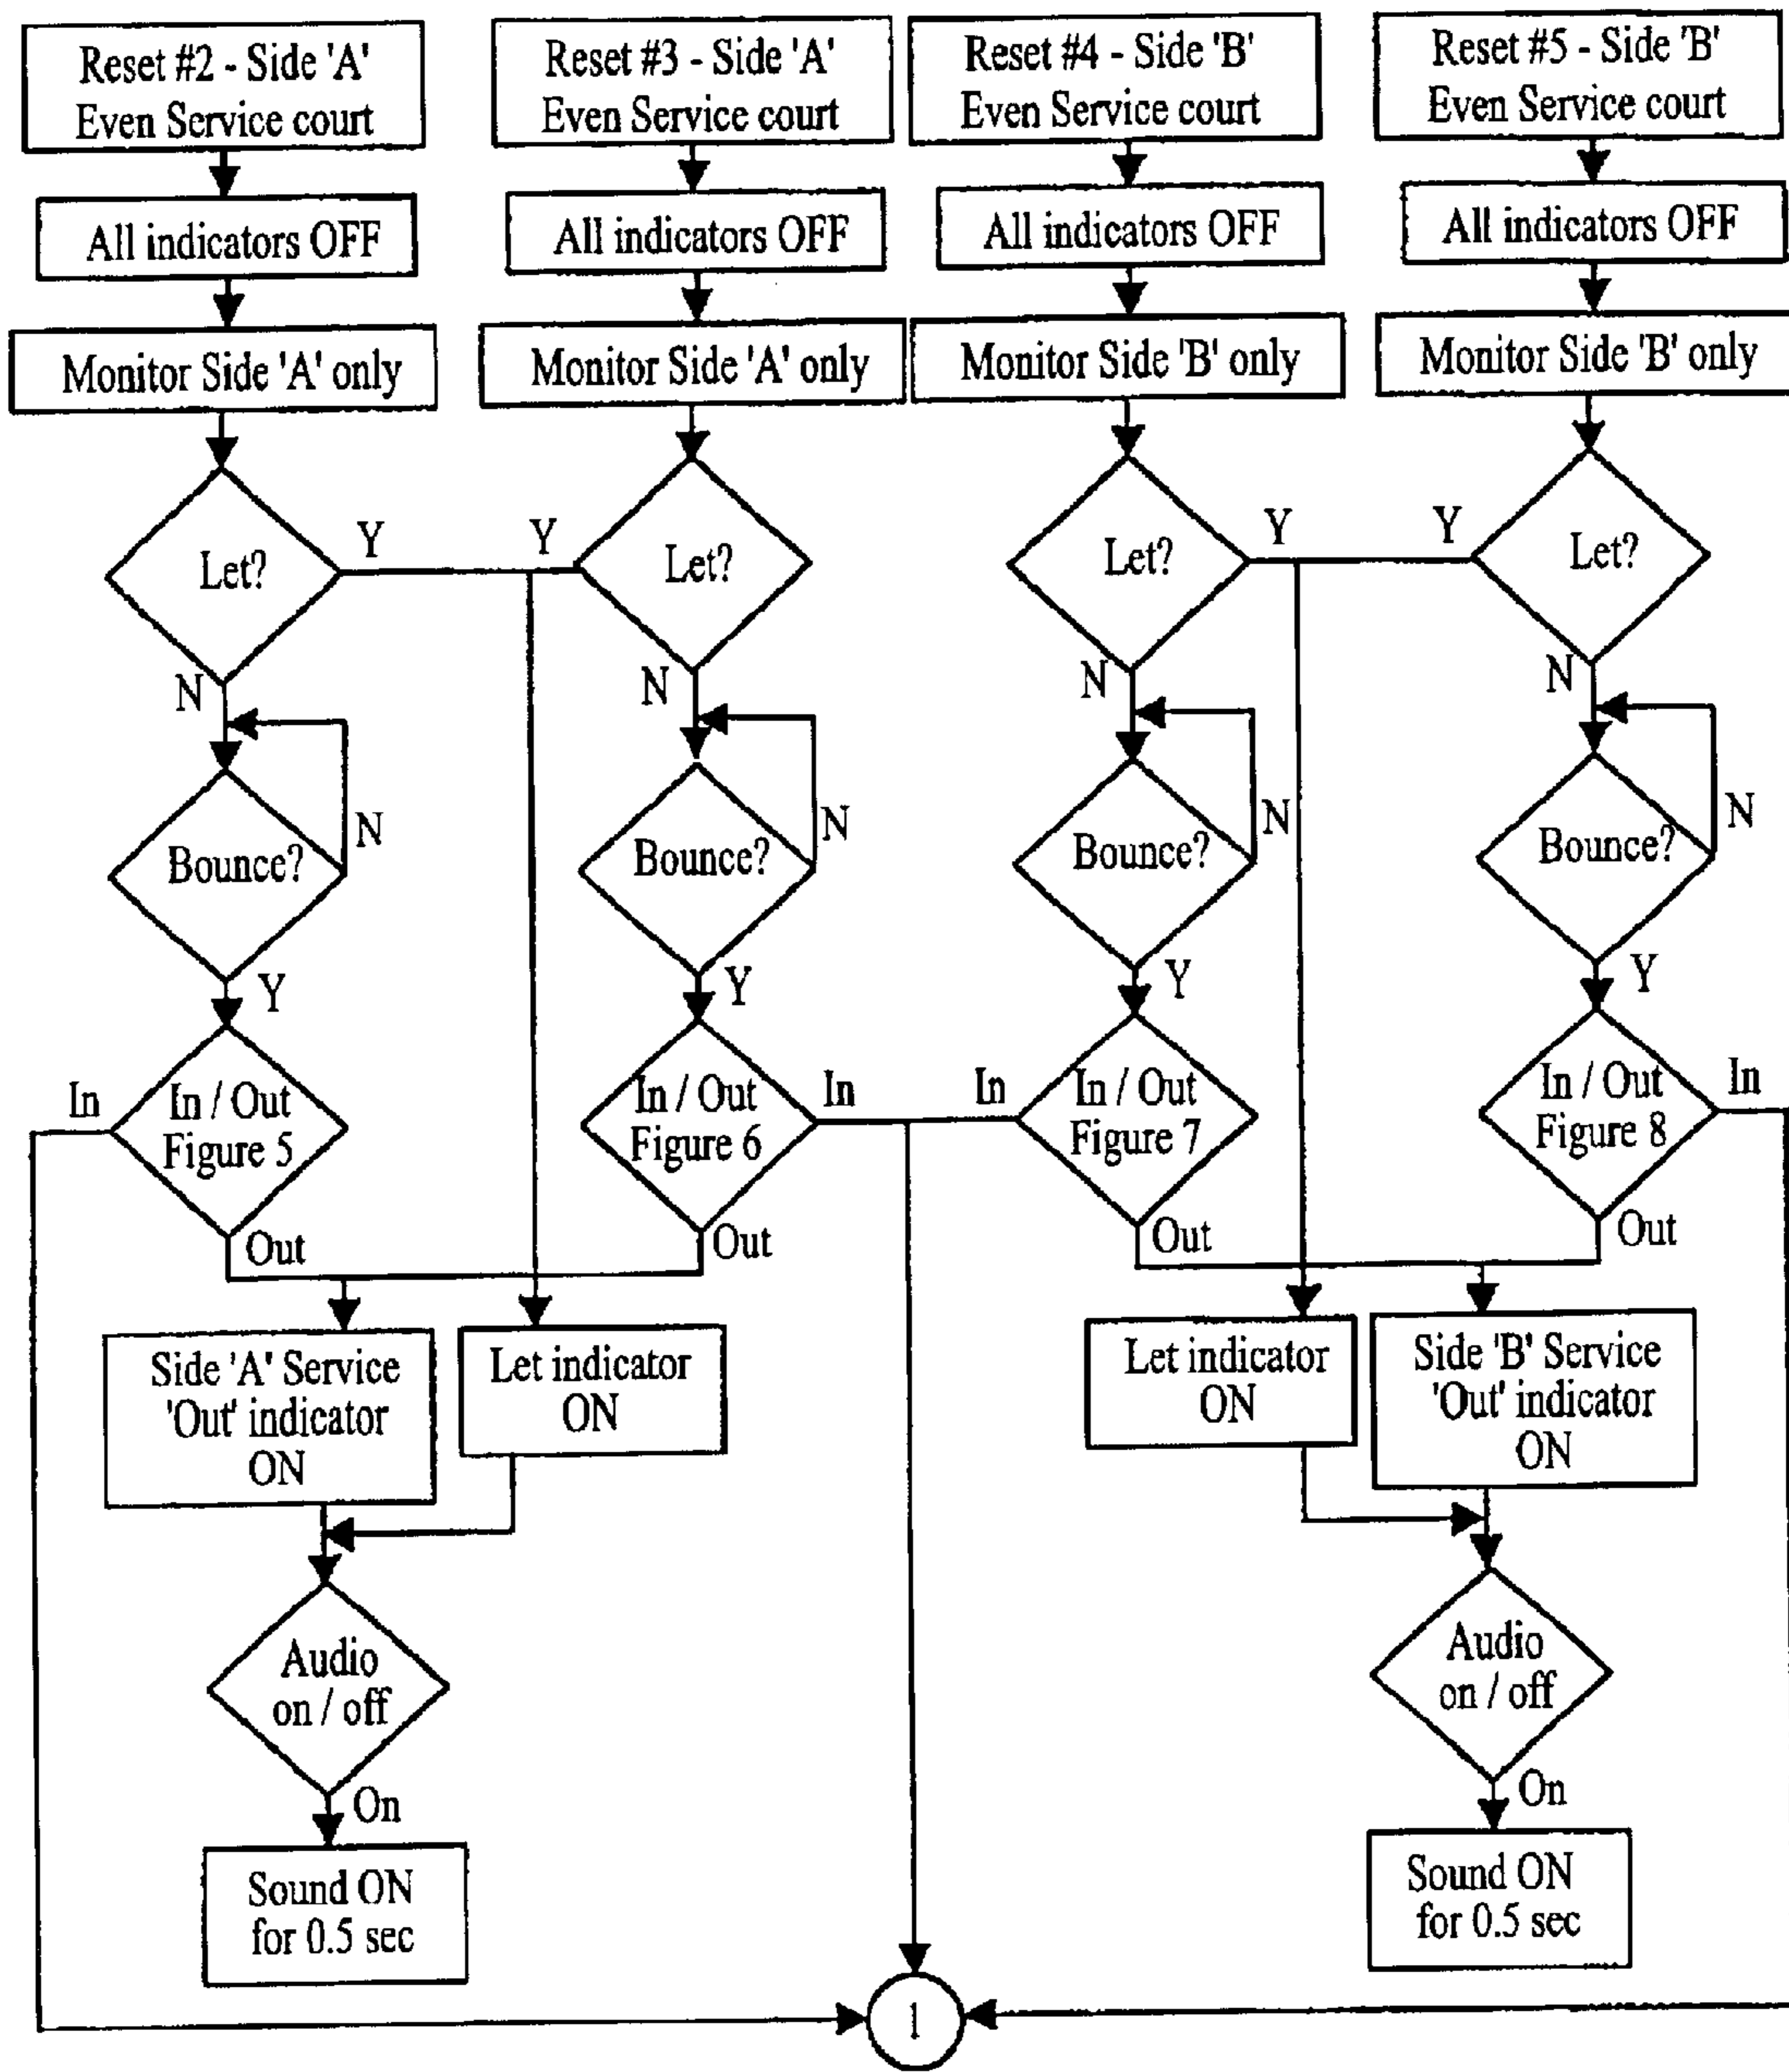 Reset #2 - Side 'A'
Even Service court
Reset #3 - Side 'A'
Even Service court
Reset #4 - Side 'B'
Even Service court
Reset #5 - Side 'B'
Even Service court
All indicators OFF
All indicators OFF
All indicators OFF
All indicators OFF
Monitor Side 'A' only
Monitor Side 'A' only
Monitor Side 'B' only
Monitor Side 'B' only
Let?
Y
Y
Let?
Let?
Y
Y
Let?
N
N
N
N
Bounce?
N
Bounce?
N
Bounce?
N
Bounce?
N
Y
Y
Y
Y
In
In / Out
Figure 5
In / Out
Figure 6
In
In
In / Out
Figure 7
In / Out
Figure 8
In
Out
Out
Out
Out
Side 'A' Service
'Out' indicator
ON
Let indicator
ON
Let indicator
ON
Side 'B' Service
'Out' indicator
ON
Audio
on / off
Audio
on / off
On
On
Sound ON
for 0.5 sec
Sound ON
for 0.5 sec
1